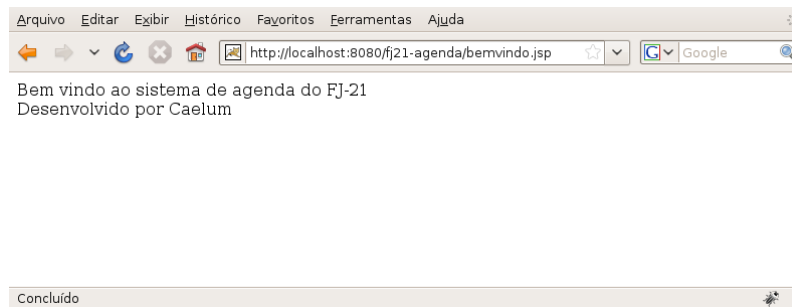 Arquivo Editar Exibir Histórico Favoritos Ferramentas Ajuda
http://localhost:8080/fj21-agenda/bemvindo.jsp G Google
Bem vindo ao sistema de agenda do FJ-21
Desenvolvido por Caelum
Concluído